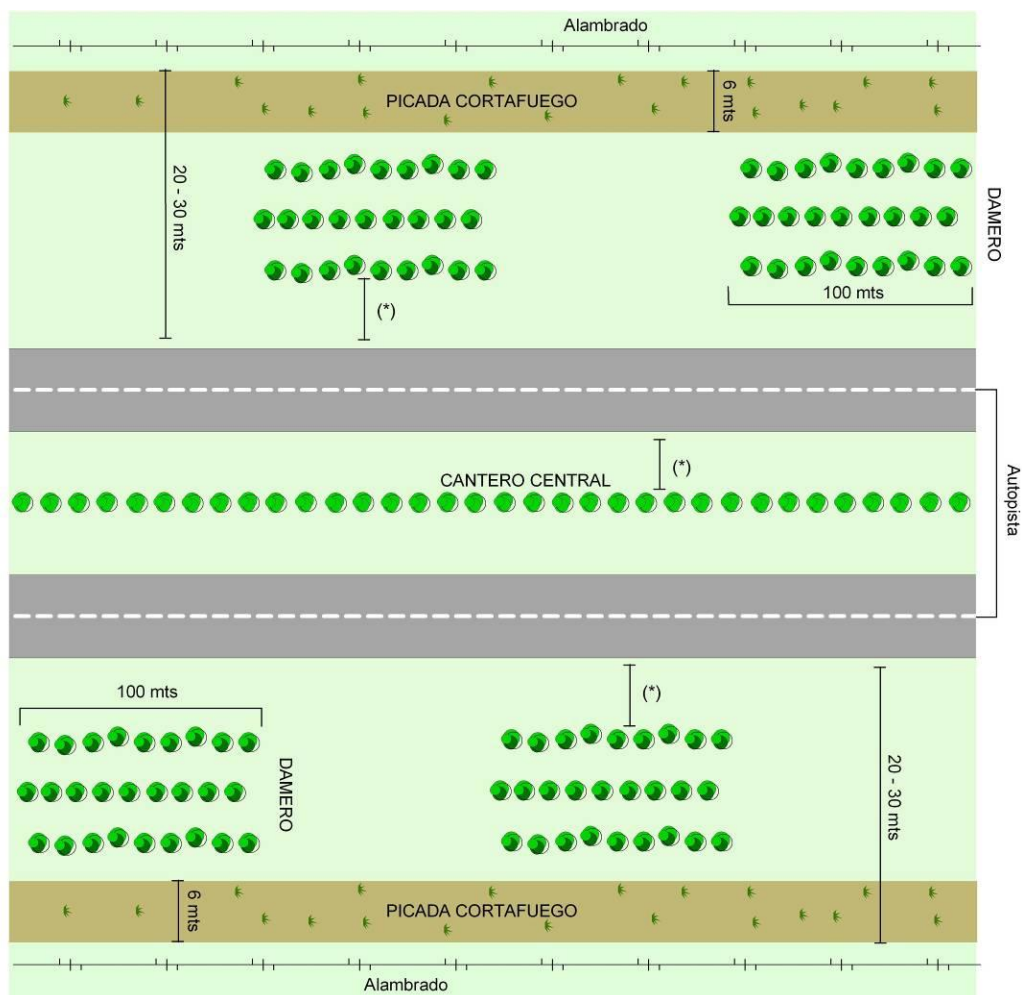 Alambrado
PICADA CORTAFUEGO
6 mts
20 - 30 mts
DAMERO
100 mts
(*)
(*)
CANTERO CENTRAL
Autopista
(*)
100 mts
DAMERO
20 - 30 mts
6 mts
PICADA CORTAFUEGO
Alambrado